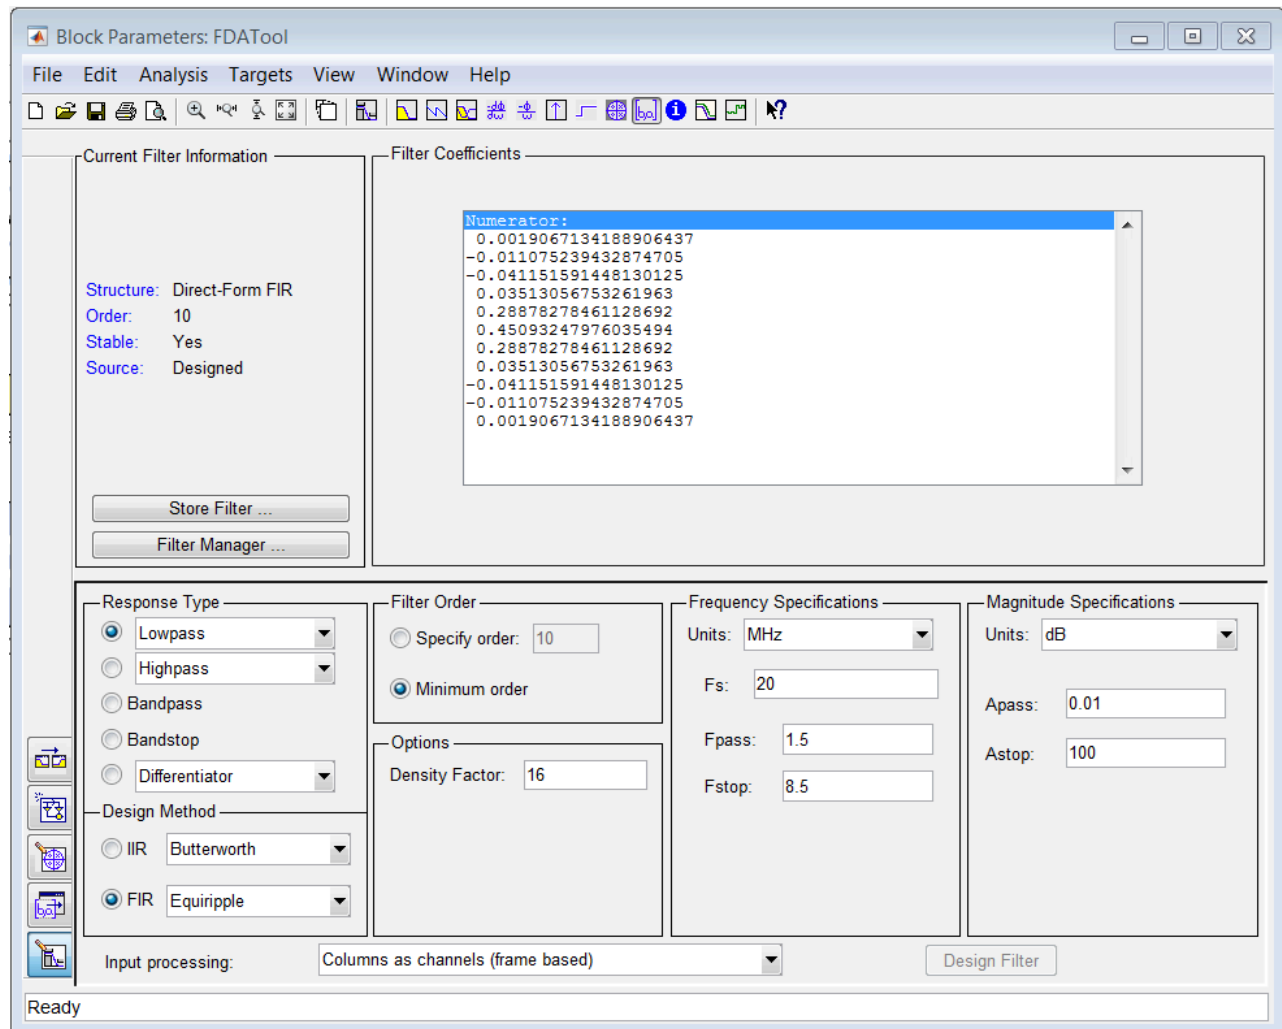 Block Parameters: FDATool
File Edit Analysis Targets View Window Help
Current Filter Information
Structure: Direct-Form FIR
Order: 10
Stable: Yes
Source: Designed
Store Filter ...
Filter Manager ...
Filter Coefficients
Numerator:
0.0019067134188906437
-0.011075239432874705
-0.041151591448130125
0.03513056753261963
0.28878278461128692
0.45093247976035494
0.28878278461128692
0.03513056753261963
-0.041151591448130125
-0.011075239432874705
0.0019067134188906437
Response Type
Lowpass
Highpass
Bandpass
Bandstop
Differentiator
Design Method
IIR Butterworth
FIR Equiripple
Filter Order
Specify order: 10
Minimum order
Options
Density Factor: 16
Frequency Specifications
Units: MHz
Fs: 20
Fpass: 1.5
Fstop: 8.5
Magnitude Specifications
Units: dB
Apass: 0.01
Astop: 100
Input processing: Columns as channels (frame based)
Design Filter
Ready